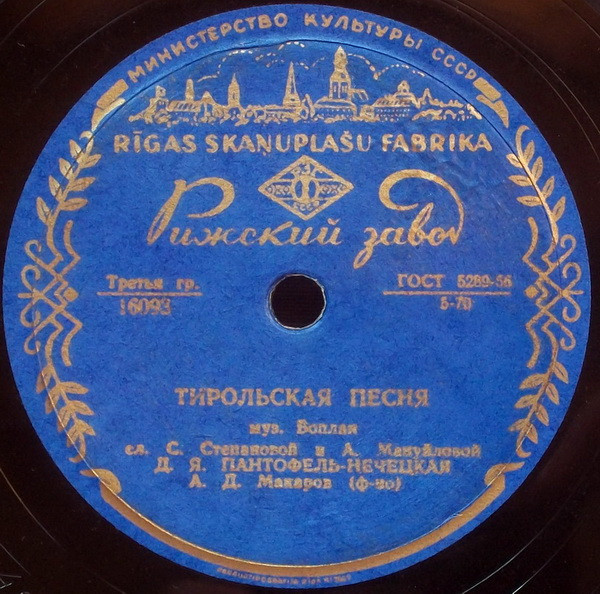 МИНИСТЕРСТВО КУЛЬТУРЫ СССР
RĪGAS SKAŅUPLAŠU FABRIKA
Рижский завод
Третья гр.
16093
ГОСТ 5289-56
5-70
ТИРОЛЬСКАЯ ПЕСНЯ
муз. Воплая
сл. С. Степановой и А. Мануйловой
Д. Я. ПАНТОФЕЛЬ-НЕЧЕЦКАЯ
А. Д. Макаров (ф-но)